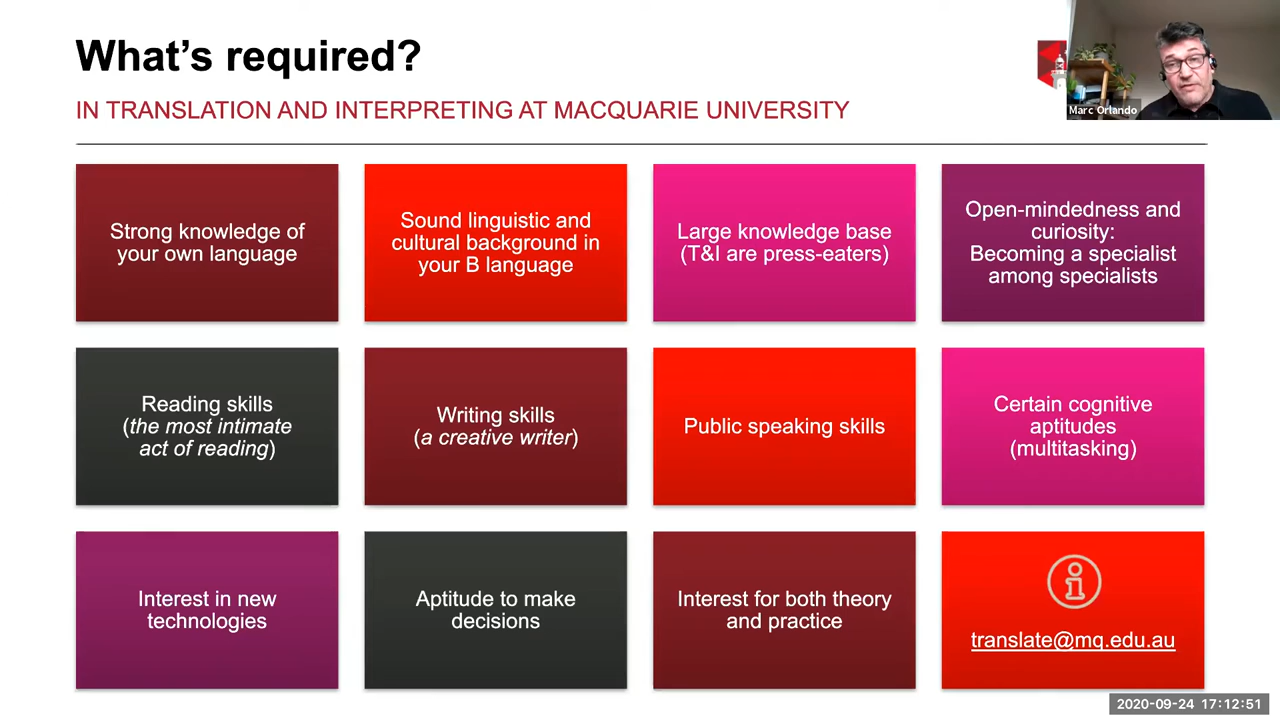 What’s required?
IN TRANSLATION AND INTERPRETING AT MACQUARIE UNIVERSITY
Marc Orlando
Strong knowledge of
your own language
Sound linguistic and
cultural background in
your B language
Large knowledge base
(T&I are press-eaters)
Open-mindedness and
curiosity:
Becoming a specialist
among specialists
Reading skills
(the most intimate
act of reading)
Writing skills
(a creative writer)
Public speaking skills
Certain cognitive
aptitudes
(multitasking)
Interest in new
technologies
Aptitude to make
decisions
Interest for both theory
and practice
translate@mq.edu.au
2020-09-24 17:12:51